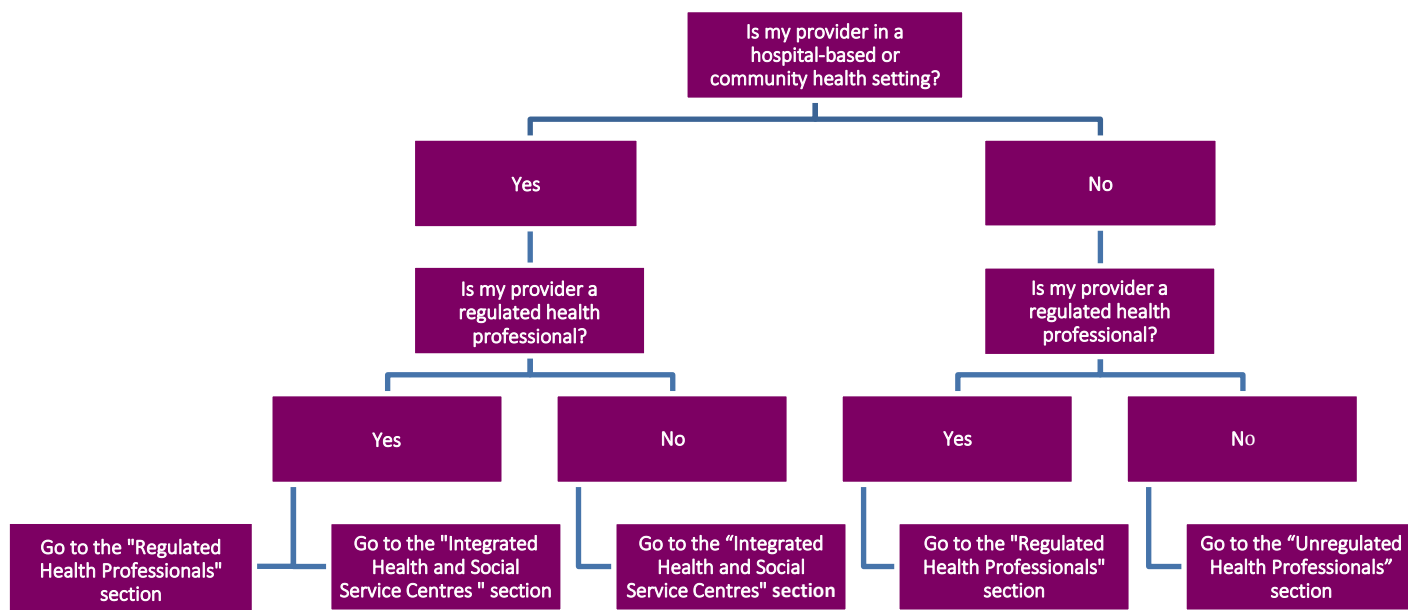 Is my provider in a
hospital-based or
community health setting?
Yes
No
Is my provider a
regulated health
professional?
Is my provider a
regulated health
professional?
Yes
No
Yes
No
Go to the "Regulated
Health Professionals"
section
Go to the "Integrated
Health and Social
Service Centres " section
Go to the “Integrated
Health and Social
Service Centres" section
Go to the "Regulated
Health Professionals"
section
Go to the “Unregulated
Health Professionals”
section